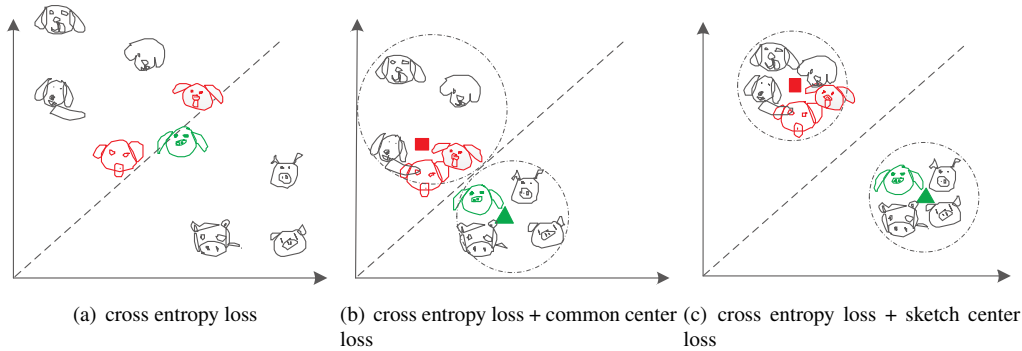 (a) cross entropy loss
(b) cross entropy loss + common center
loss
(c) cross entropy loss + sketch center
loss